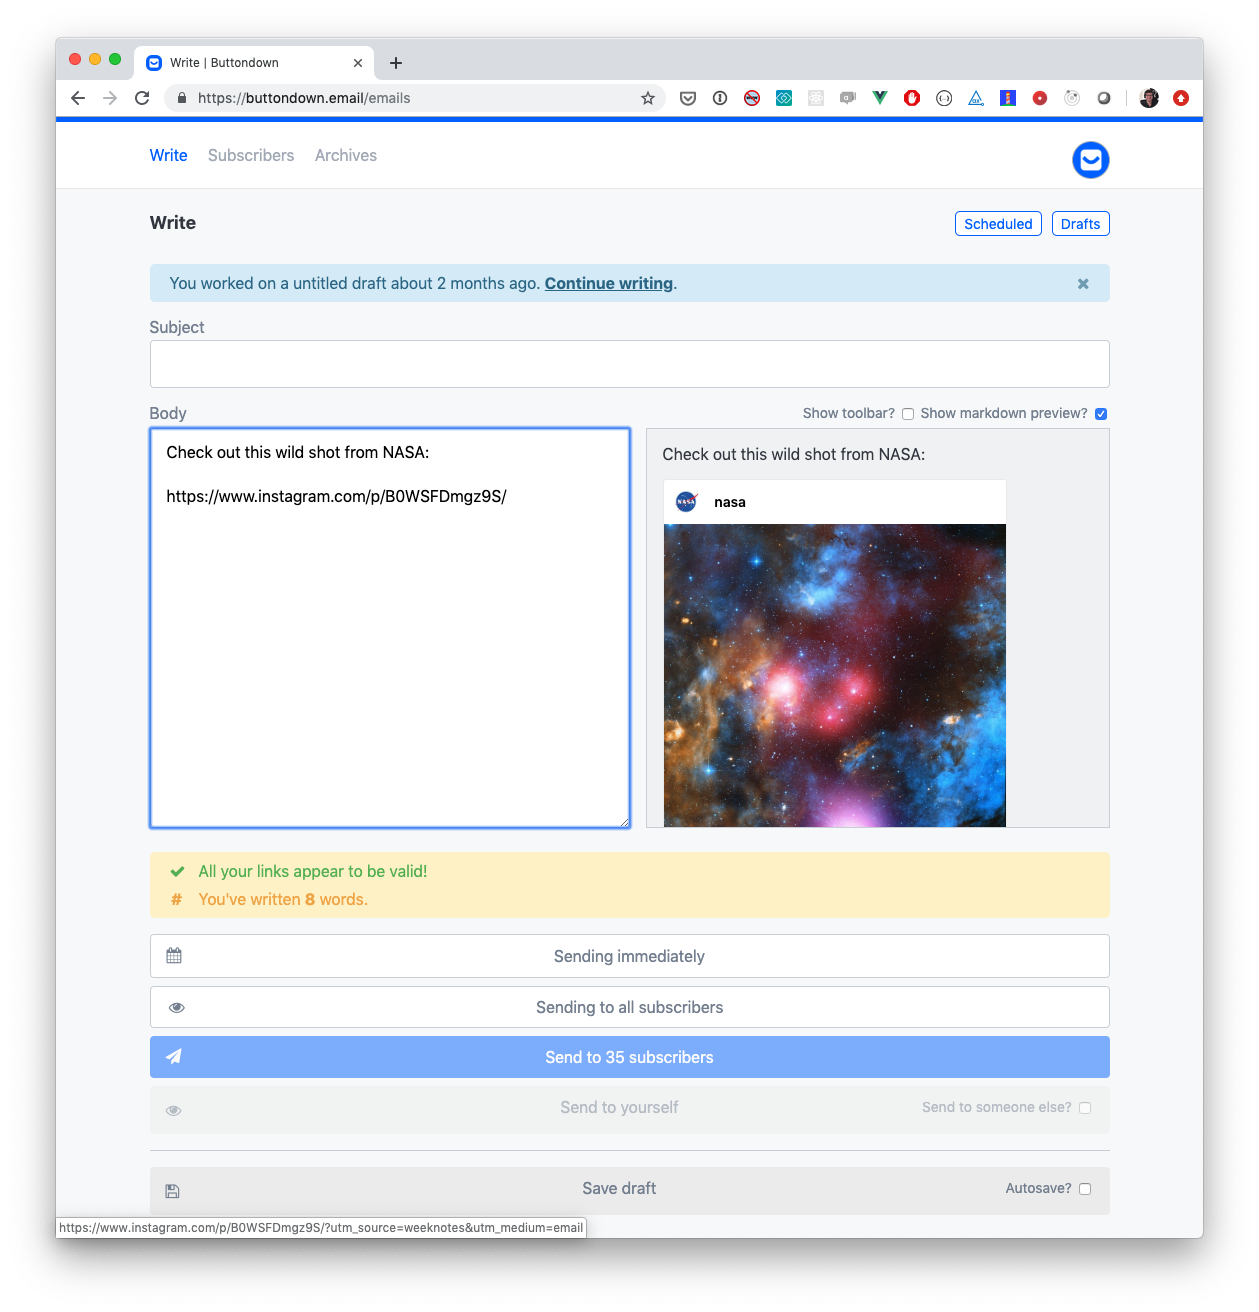 Write | Buttondown
https://buttondown.email/emails
Write Subscribers Archives
Write
Scheduled Drafts
You worked on a untitled draft about 2 months ago. Continue writing.
Subject
Body
Show toolbar? Show markdown preview?
Check out this wild shot from NASA:
https://www.instagram.com/p/B0WSFDmgz9S/
Check out this wild shot from NASA:
NASA
nasa
All your links appear to be valid!
# You've written 8 words.
Sending immediately
Sending to all subscribers
Send to 35 subscribers
Send to yourself Send to someone else?
Save draft Autosave?
https://www.instagram.com/p/B0WSFDmgz9S/?utm_source=weeknotes&utm_medium=email